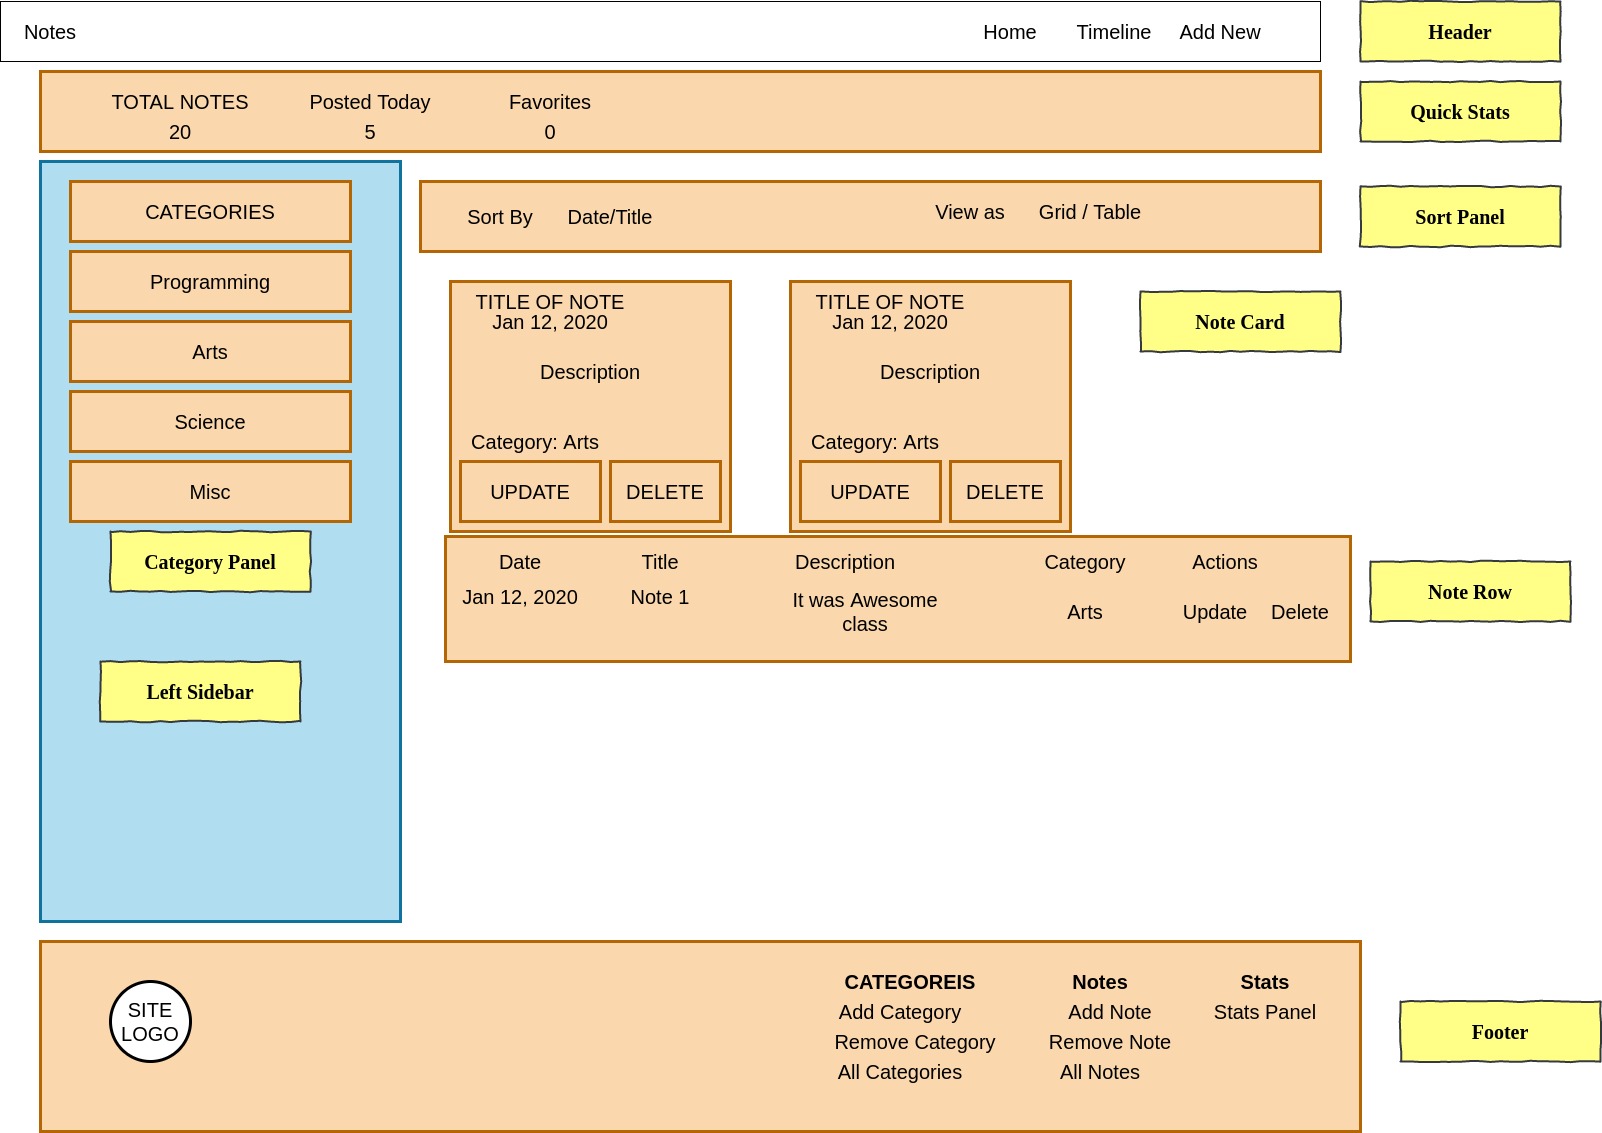 Notes
Home Timeline Add New
Header
TOTAL NOTES Posted Today Favorites
20 5 0
Quick Stats
CATEGORIES
Programming
Arts
Science
Misc
Category Panel
Left Sidebar
Sort By Date/Title View as Grid / Table
Sort Panel
TITLE OF NOTE
Jan 12, 2020
Description
Category: Arts
UPDATE DELETE
TITLE OF NOTE
Jan 12, 2020
Description
Category: Arts
UPDATE DELETE
Note Card
Date Title Description Category Actions
Jan 12, 2020 Note 1 It was Awesome
class
Arts Update Delete
Note Row
SITE
LOGO
CATEGOREIS
Add Category
Remove Category
All Categories
Notes
Add Note
Remove Note
All Notes
Stats
Stats Panel
Footer